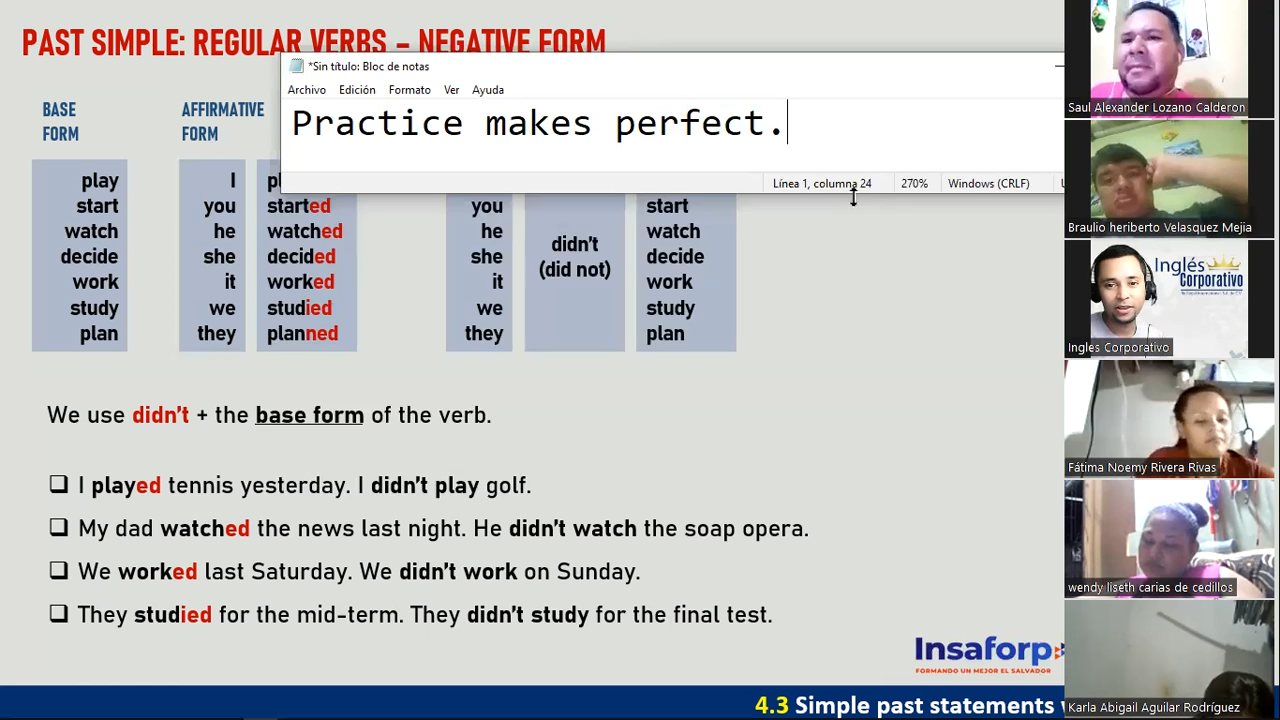 PAST SIMPLE: REGULAR VERBS – NEGATIVE FORM
*Sin título: Bloc de notas
Archivo Edición Formato Ver Ayuda
Practice makes perfect.
Línea 1, columna 24 270% Windows (CRLF)
BASE FORM
AFFIRMATIVE FORM
play I
start you started you start
watch he watched he watch
decide she decided she decide
work it worked it work
study we studied we study
plan they planned they plan
didn't
(did not)
We use didn't + the base form of the verb.
❑ I played tennis yesterday. I didn't play golf.
❑ My dad watched the news last night. He didn't watch the soap opera.
❑ We worked last Saturday. We didn't work on Sunday.
❑ They studied for the mid-term. They didn't study for the final test.
Insaforp
FORMANDO UN MEJOR EL SALVADOR
4.3 Simple past statements
Saul Alexander Lozano Calderon
Braulio heriberto Velasquez Mejia
Inglés
Corporativo
Ingles Corporativo
Fátima Noemy Rivera Rivas
wendy liseth carias de cedillos
Karla Abigail Aguilar Rodríguez